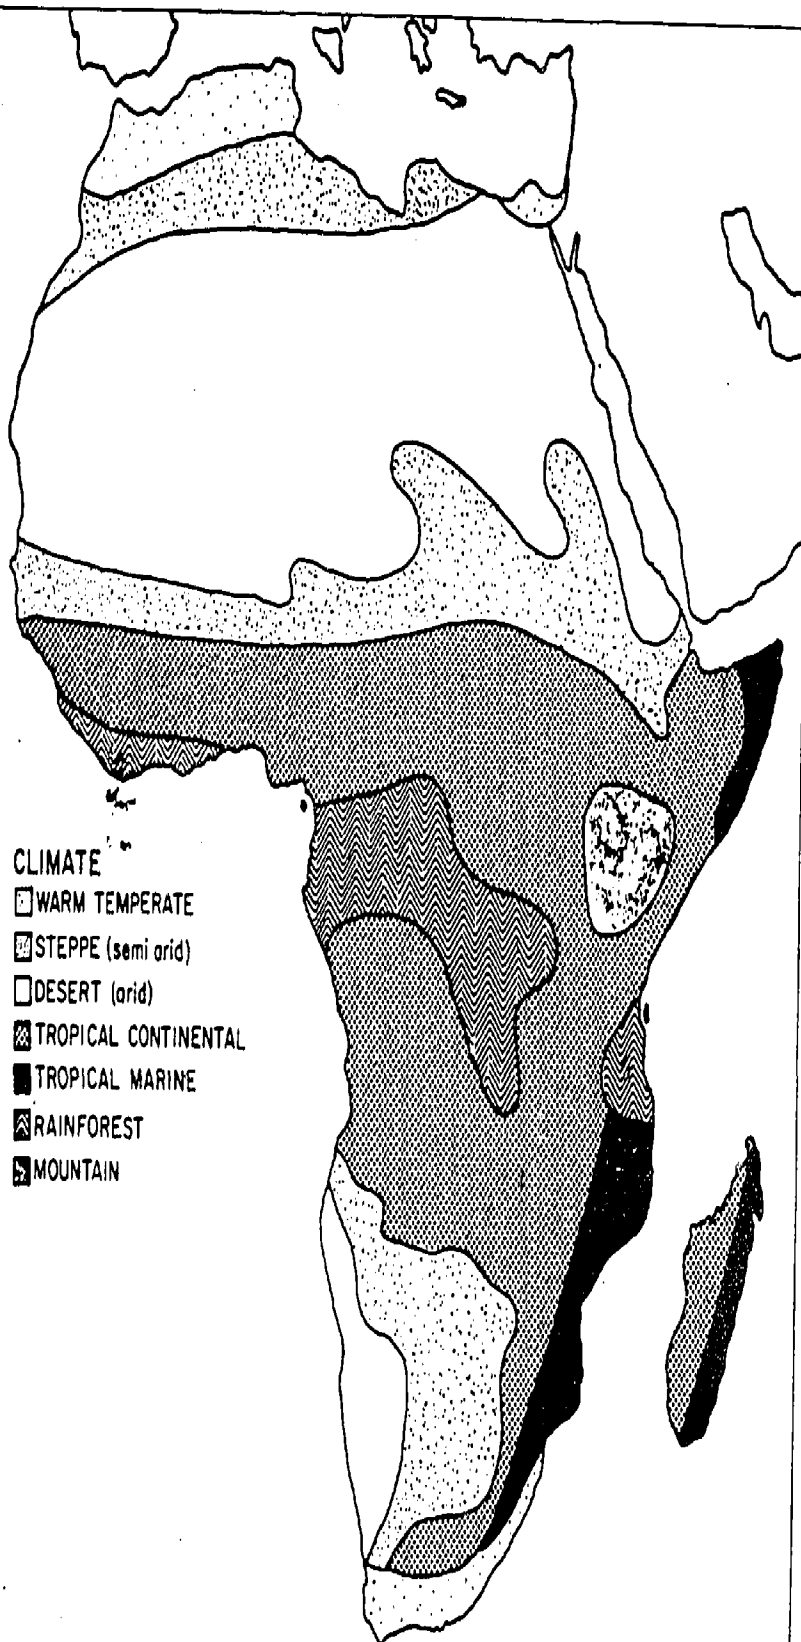 CLIMATE
WARM TEMPERATE
STEPPE (semi arid)
DESERT (arid)
TROPICAL CONTINENTAL
TROPICAL MARINE
RAINFOREST
MOUNTAIN